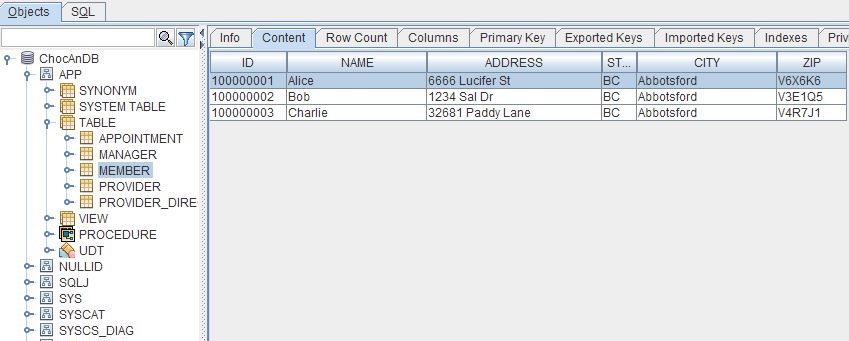 Objects SQL
Info Content Row Count Columns Primary Key Exported Keys Imported Keys Indexes Privi
ChocAnDB
APP
SYNONYM
SYSTEM TABLE
TABLE
APPOINTMENT
MANAGER
MEMBER
PROVIDER
PROVIDER_DIRE
VIEW
PROCEDURE
UDT
NULLID
SQLJ
SYS
SYSCAT
SYSCS_DIAG
ID NAME ADDRESS ST... CITY ZIP
100000001 Alice 6666 Lucifer St BC Abbotsford V6X6K6
100000002 Bob 1234 Sal Dr BC Abbotsford V3E1Q5
100000003 Charlie 32681 Paddy Lane BC Abbotsford V4R7J1